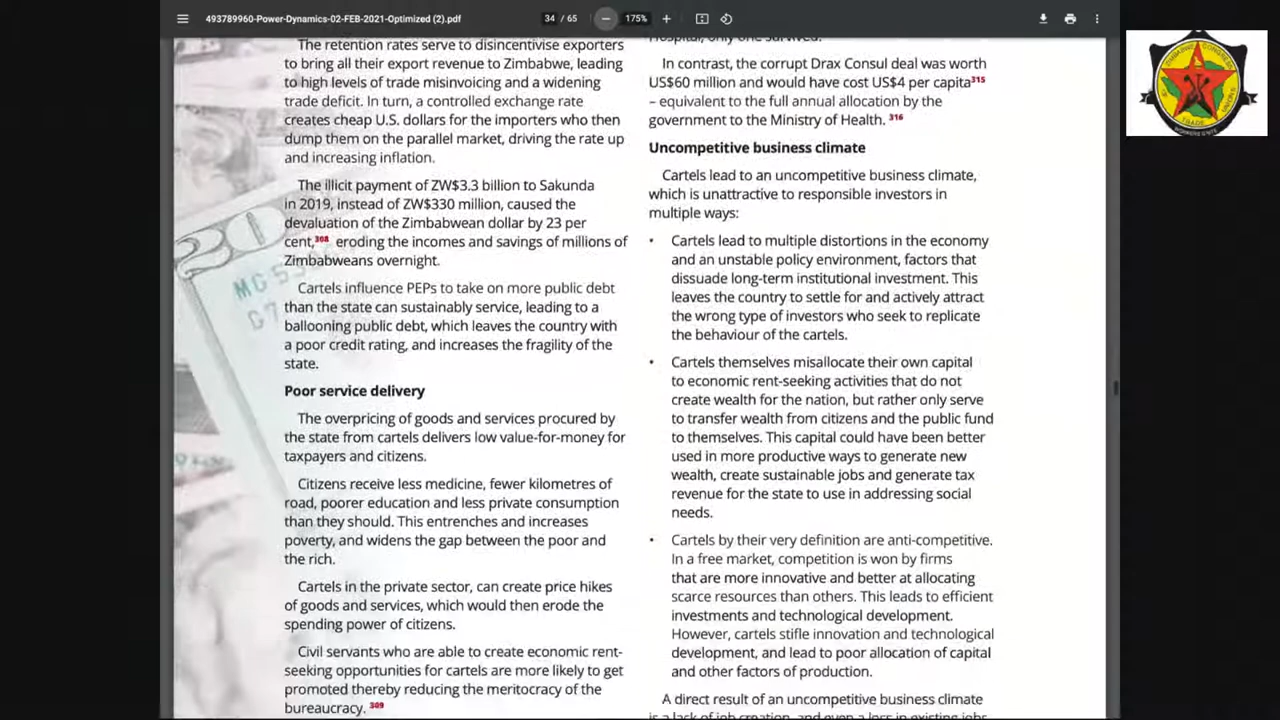 493789960-Power-Dynamics-02-FEB-2021-Optimized (2).pdf
34 / 65
175%
The retention rates serve to disincentivise exporters
to bring all their export revenue to Zimbabwe, leading
to high levels of trade misinvoicing and a widening
trade deficit. In turn, a controlled exchange rate
creates cheap U.S. dollars for the importers who then
dump them on the parallel market, driving the rate up
and increasing inflation.
The illicit payment of ZW$3.3 billion to Sakunda
in 2019, instead of ZW$330 million, caused the
devaluation of the Zimbabwean dollar by 23 per
cent,308 eroding the incomes and savings of millions of
Zimbabweans overnight.
Cartels influence PEPs to take on more public debt
than the state can sustainably service, leading to a
ballooning public debt, which leaves the country with
a poor credit rating, and increases the fragility of the
state.
Poor service delivery
The overpricing of goods and services procured by
the state from cartels delivers low value-for-money for
taxpayers and citizens.
Citizens receive less medicine, fewer kilometres of
road, poorer education and less private consumption
than they should. This entrenches and increases
poverty, and widens the gap between the poor and
the rich.
Cartels in the private sector, can create price hikes
of goods and services, which would then erode the
spending power of citizens.
Civil servants who are able to create economic rent-
seeking opportunities for cartels are more likely to get
promoted thereby reducing the meritocracy of the
bureaucracy. 309
Hospital, only one survived.
In contrast, the corrupt Drax Consul deal was worth
US$60 million and would have cost US$4 per capita315
– equivalent to the full annual allocation by the
government to the Ministry of Health. 316
Uncompetitive business climate
Cartels lead to an uncompetitive business climate,
which is unattractive to responsible investors in
multiple ways:
• Cartels lead to multiple distortions in the economy
and an unstable policy environment, factors that
dissuade long-term institutional investment. This
leaves the country to settle for and actively attract
the wrong type of investors who seek to replicate
the behaviour of the cartels.
• Cartels themselves misallocate their own capital
to economic rent-seeking activities that do not
create wealth for the nation, but rather only serve
to transfer wealth from citizens and the public fund
to themselves. This capital could have been better
used in more productive ways to generate new
wealth, create sustainable jobs and generate tax
revenue for the state to use in addressing social
needs.
• Cartels by their very definition are anti-competitive.
In a free market, competition is won by firms
that are more innovative and better at allocating
scarce resources than others. This leads to efficient
investments and technological development.
However, cartels stifle innovation and technological
development, and lead to poor allocation of capital
and other factors of production.
A direct result of an uncompetitive business climate
is a lack of job creation, and even a loss in existing jobs
ZIMBABWE CONGRESS
OF TRADE UNIONS